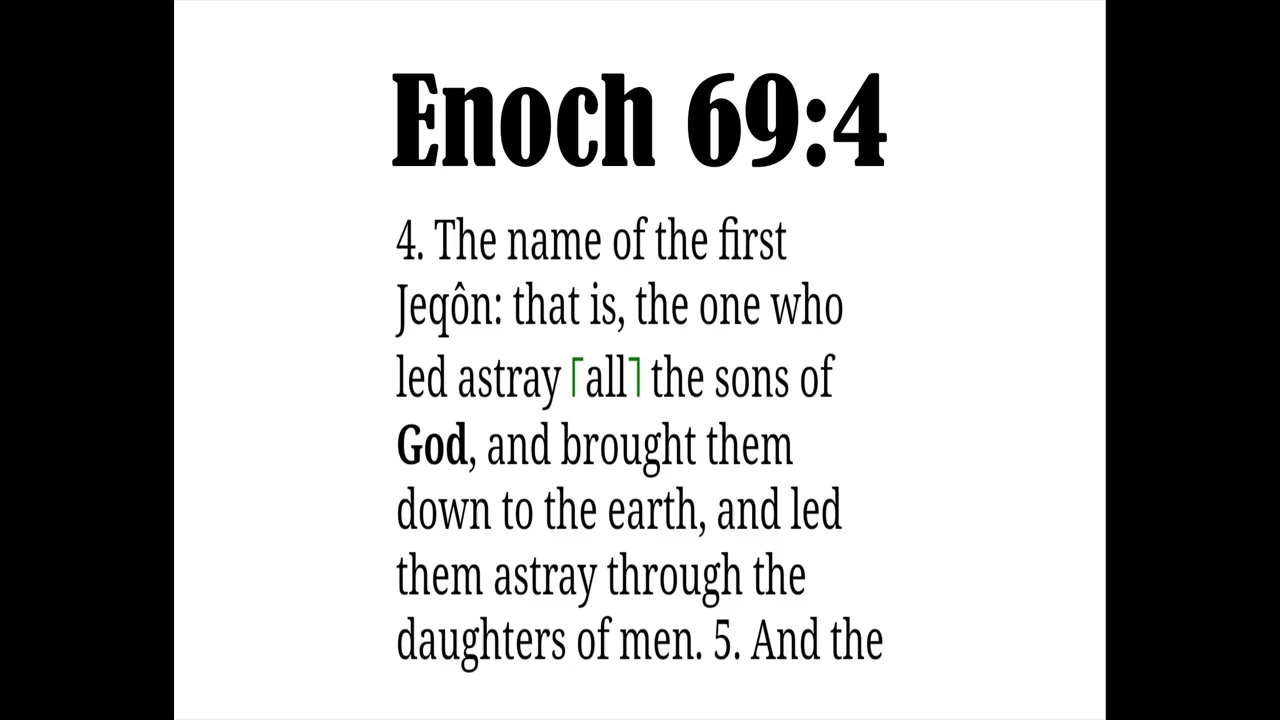 Enoch 69:4
4. The name of the first
Jeqôn: that is, the one who
led astray ⌈all⌉ the sons of
God, and brought them
down to the earth, and led
them astray through the
daughters of men. 5. And the